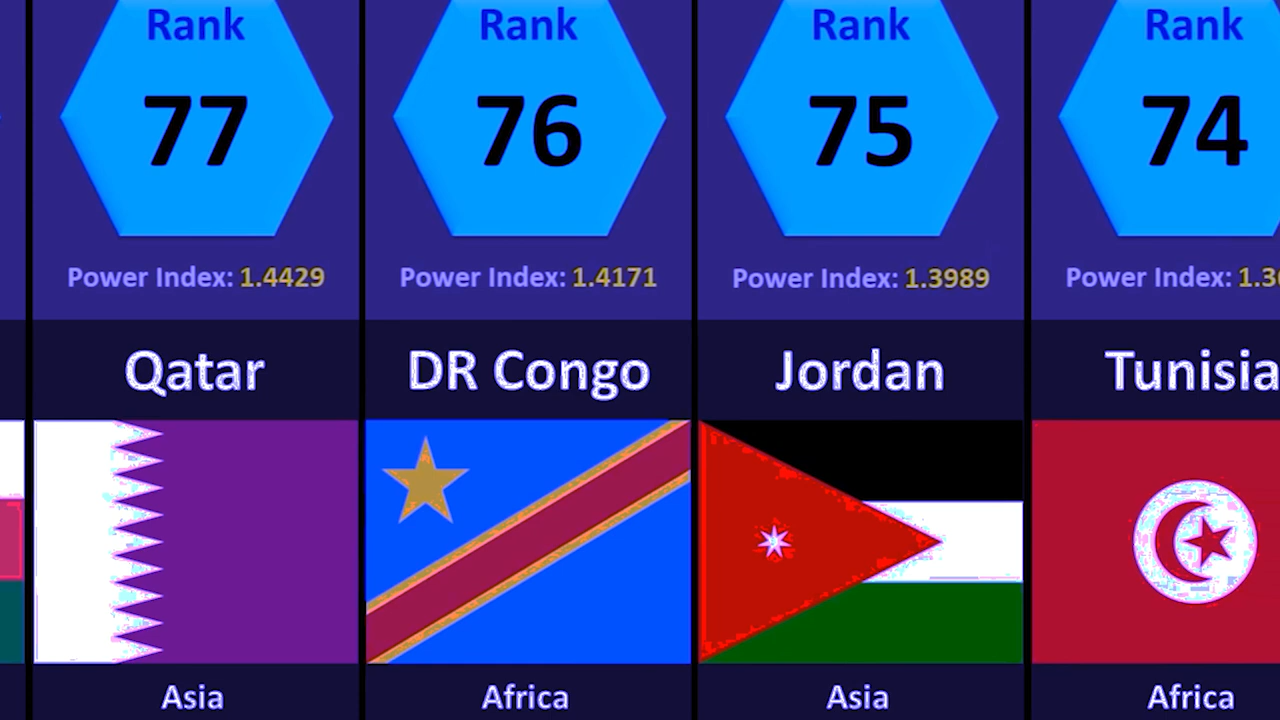 Rank
77
Power Index: 1.4429
Qatar
Asia
Rank
76
Power Index: 1.4171
DR Congo
Africa
Rank
75
Power Index: 1.3989
Jordan
Asia
Rank
74
Power Index:
Tunisia
Africa